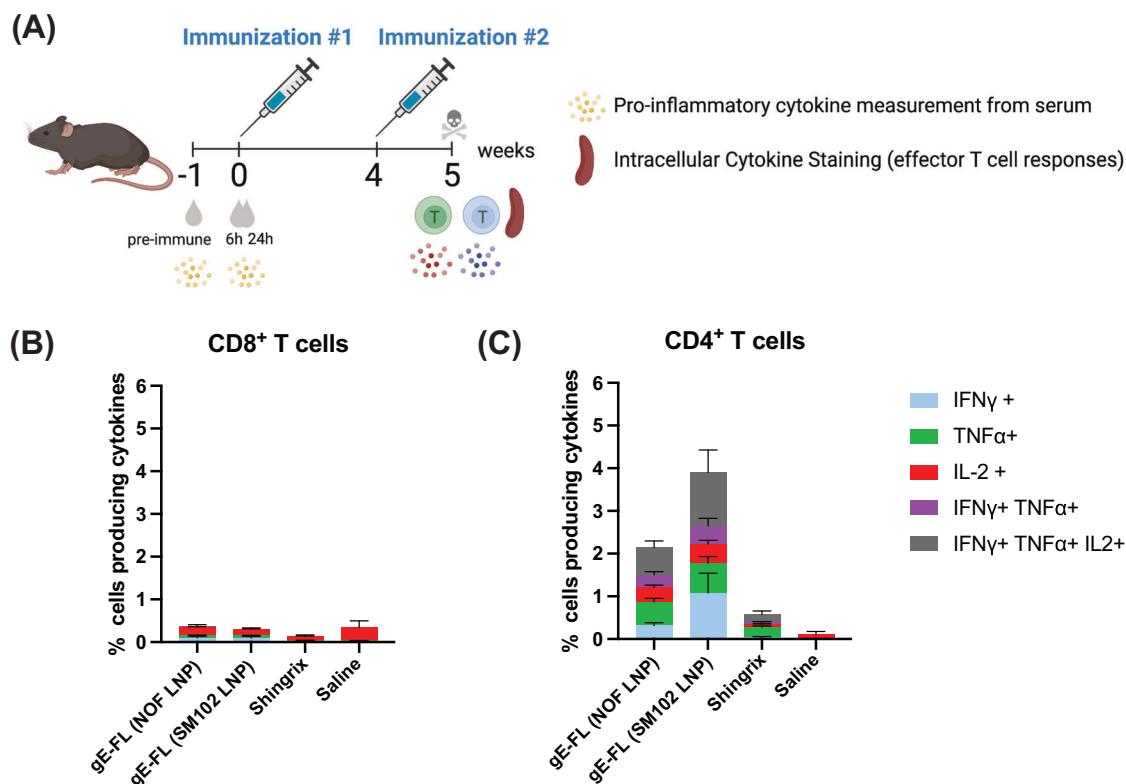 (A)
Immunization #1 Immunization #2
weeks
-1 0 4 5
pre-immune 6h 24h
T T
Pro-inflammatory cytokine measurement from serum
Intracellular Cytokine Staining (effector T cell responses)
(B)
CD8⁺ T cells
% cells producing cytokines
6
5
4
3
2
1
0
gE-FL (NOF LNP)
gE-FL (SM102 LNP)
Shingrix
Saline
(C)
CD4⁺ T cells
% cells producing cytokines
6
5
4
3
2
1
0
gE-FL (NOF LNP)
gE-FL (SM102 LNP)
Shingrix
Saline
IFNγ +
TNFα+
IL-2 +
IFNγ+ TNFα+
IFNγ+ TNFα+ IL2+